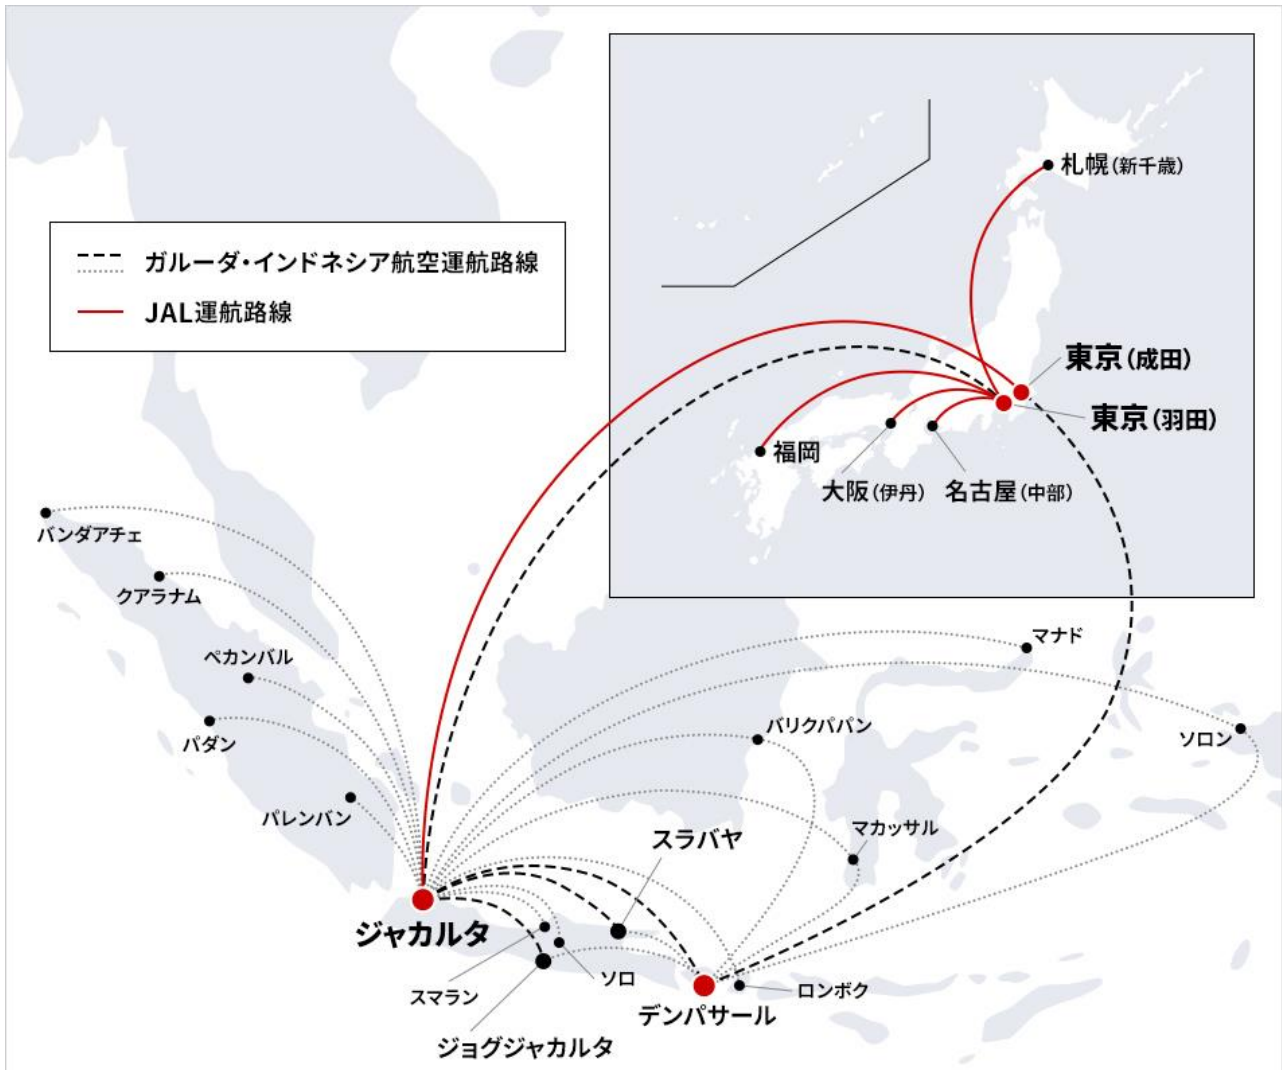 札幌(新千歳)
ガルーダ・インドネシア航空運航路線
JAL運航路線
東京(成田)
東京(羽田)
福岡
大阪(伊丹)
名古屋(中部)
バンダアチェ
クアラナム
ペカンバル
パダン
パレンバン
マナド
バリクパパン
ソロン
マカッサル
スラバヤ
ジャカルタ
スマラン
ソロ
ロンボク
デンパサール
ジョグジャカルタ